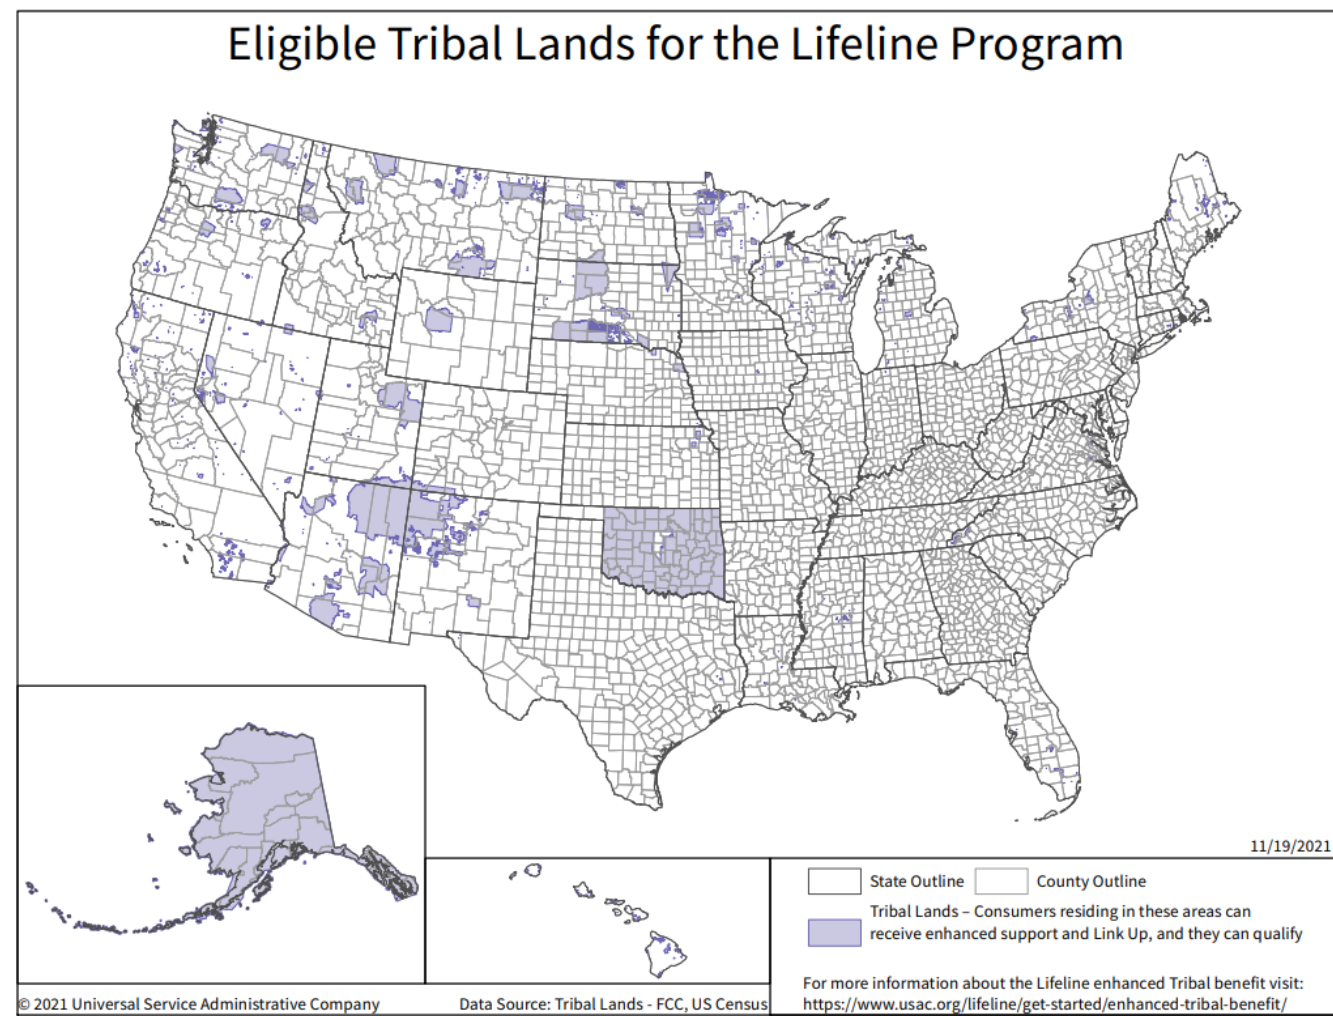 Eligible Tribal Lands for the Lifeline Program
11/19/2021
State Outline
County Outline
Tribal Lands – Consumers residing in these areas can
receive enhanced support and Link Up, and they can qualify
For more information about the Lifeline enhanced Tribal benefit visit:
https://www.usac.org/lifeline/get-started/enhanced-tribal-benefit/
© 2021 Universal Service Administrative Company
Data Source: Tribal Lands - FCC, US Census